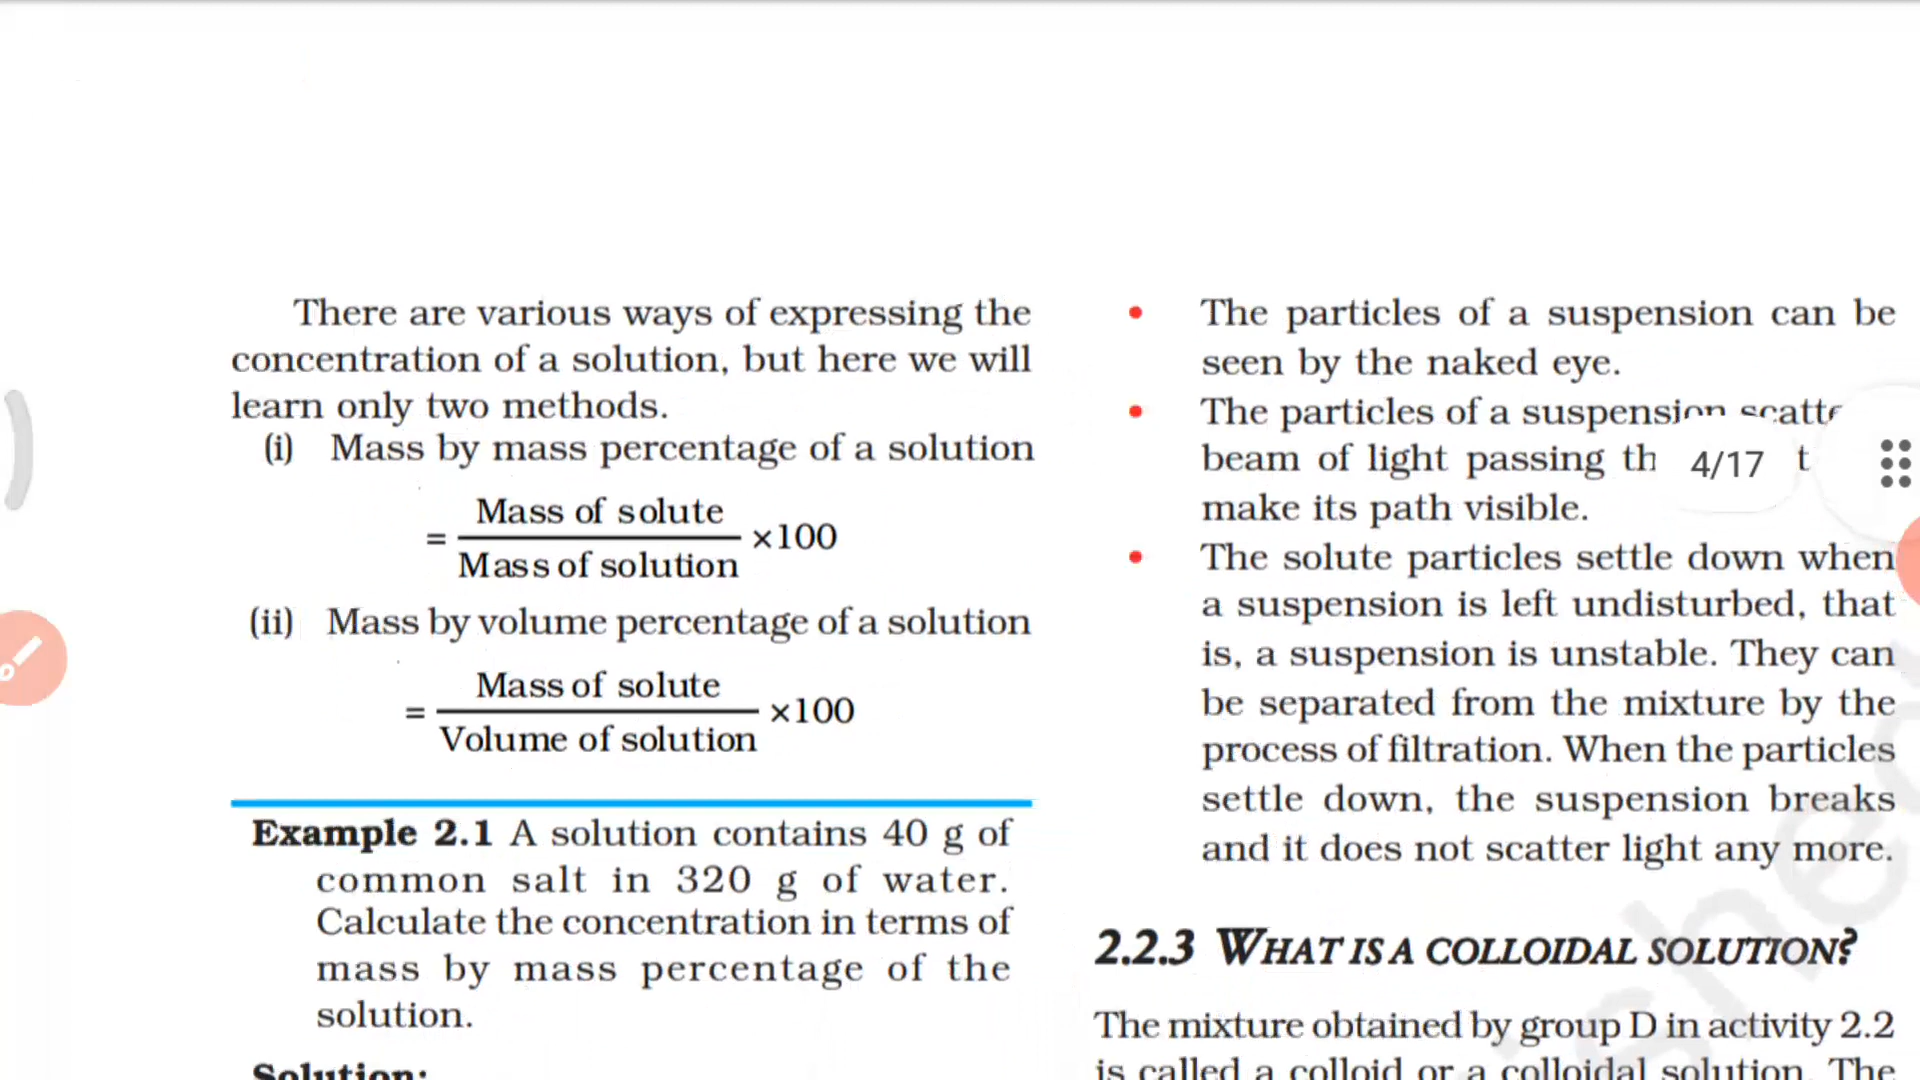 There are various ways of expressing the
concentration of a solution, but here we will
learn only two methods.
(i) Mass by mass percentage of a solution
= Mass of solute
Mass of solution
×100
(ii) Mass by volume percentage of a solution
= Mass of solute
Volume of solution
×100
Example 2.1 A solution contains 40 g of
common salt in 320 g of water.
Calculate the concentration in terms of
mass by mass percentage of the
solution.
Solution:
• The particles of a suspension can be
seen by the naked eye.
• The particles of a suspension
beam of light passing
make its path visible.
• The solute particles settle down when
a suspension is left undisturbed, that
is, a suspension is unstable. They can
be separated from the mixture by the
process of filtration. When the particles
settle down, the suspension breaks
and it does not scatter light any more.
2.2.3 WHAT IS A COLLOIDAL SOLUTION?
The mixture obtained by group D in activity 2.2
is called a colloid or a colloidal solution. The
4/17